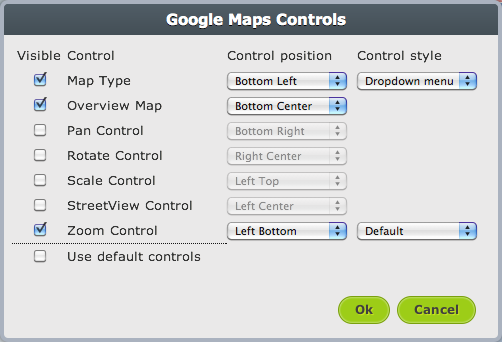 Google Maps Controls
Visible Control Control position Control style
Map Type Bottom Left Dropdown menu
Overview Map Bottom Center
Pan Control Bottom Right
Rotate Control Right Center
Scale Control Left Top
StreetView Control Left Center
Zoom Control Left Bottom Default
Use default controls
Ok Cancel